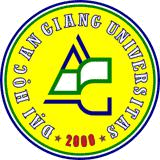 ĐẠI HỌC AN GIANG UNIVERSITAS
* 2000 *